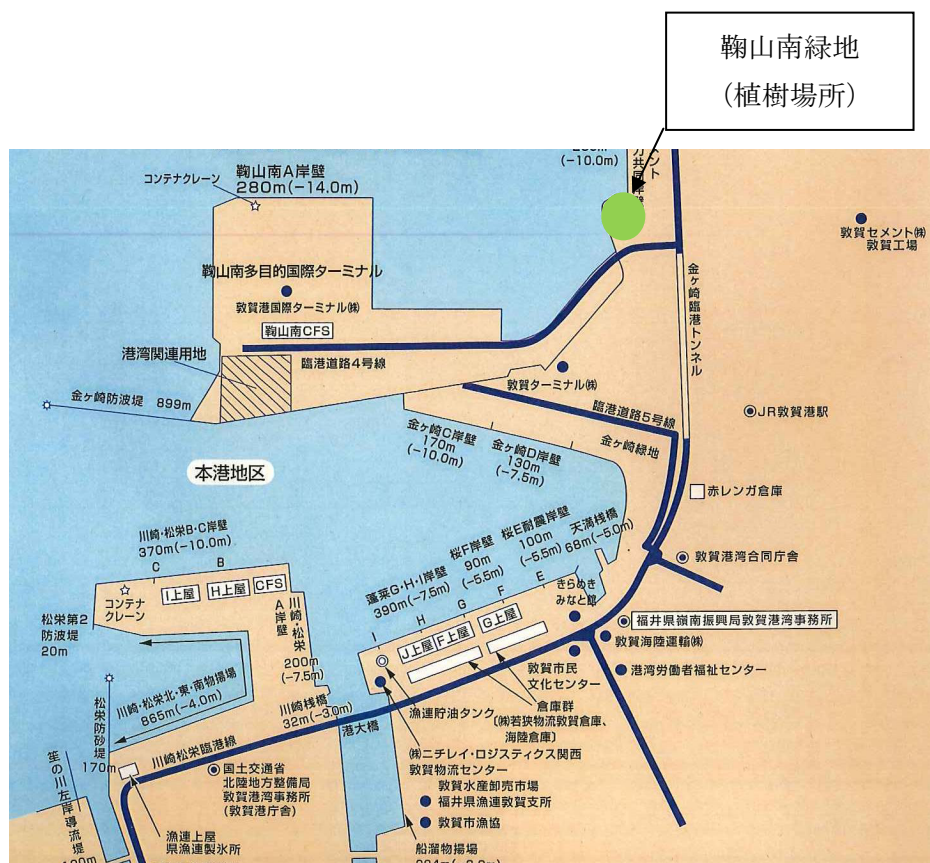 鞠山南緑地
（植樹場所）
(-10.0m)
コンテナクレーン
鞠山南A岸壁
280m(-14.0m)
敦賀セメント㈱
敦賀工場
鞠山南多目的国際ターミナル
敦賀港国際ターミナル㈱
鞠山南CFS
金ヶ崎臨港トンネル
港湾関連用地
臨港道路4号線
敦賀ターミナル㈱
金ヶ崎防波堤 899m
臨港道路5号線
JR敦賀港駅
金ヶ崎C岸壁
170m
(-10.0m)
金ヶ崎D岸壁
130m
(-7.5m)
金ヶ崎緑地
本港地区
赤レンガ倉庫
川崎・松栄B・C岸壁
370m(-10.0m)
C
B
I上屋
H上屋
CFS
コンテナ
クレーン
蓬莱G・H・I岸壁
390m(-7.5m)
桜F岸壁
90m
(-5.5m)
桜E耐震岸壁
100m
(-5.5m)
天満桟橋
68m(-5.0m)
敦賀港湾合同庁舎
I
H
G
F
E
J上屋
F上屋
G上屋
きらめき
みなと館
松栄第2
防波堤
20m
川崎・松栄
A岸壁
200m
(-7.5m)
福井県嶺南振興局敦賀港湾事務所
敦賀海陸運輸㈱
港湾労働者福祉センター
敦賀市民
文化センター
川崎・松栄北・東・南物揚場
865m(-4.0m)
川崎桟橋
32m(-3.0m)
漁連貯油タンク
倉庫群
〔㈱若狭物流敦賀倉庫、
海陸倉庫〕
港大橋
松栄防砂堤
170m
川崎松栄臨港線
㈱ニチレイ・ロジスティクス関西
敦賀物流センター
国土交通省
北陸地方整備局
敦賀港湾事務所
(敦賀港庁舎)
敦賀水産卸売市場
福井県漁連敦賀支所
敦賀市漁協
笙の川左岸導流堤
漁連上屋
県漁連製氷所
船溜物揚場